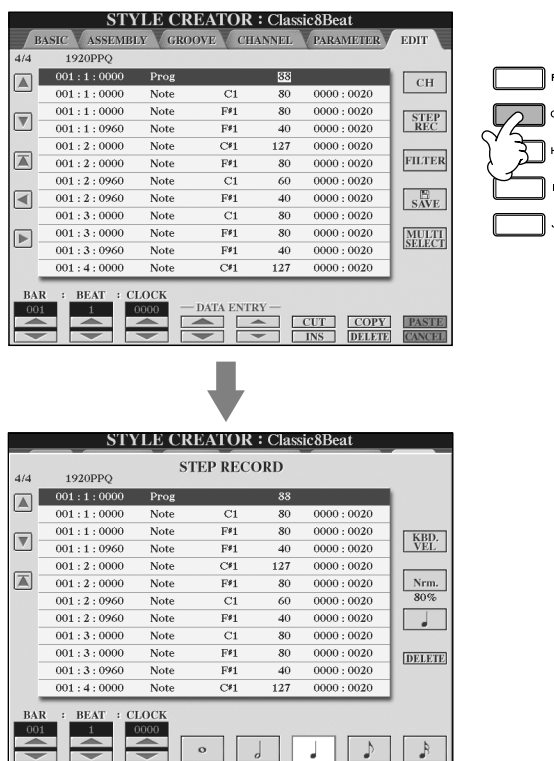 STYLE CREATOR : Classic8Beat
BASIC ASSEMBLY GROOVE CHANNEL PARAMETER EDIT
4/4 1920PPQ
001 : 1 : 0000 Prog 88
001 : 1 : 0000 Note C1 80 0000 : 0020
001 : 1 : 0000 Note F#1 80 0000 : 0020
001 : 1 : 0960 Note F#1 40 0000 : 0020
001 : 2 : 0000 Note C#1 127 0000 : 0020
001 : 2 : 0000 Note F#1 80 0000 : 0020
001 : 2 : 0960 Note C1 60 0000 : 0020
001 : 2 : 0960 Note F#1 40 0000 : 0020
001 : 3 : 0000 Note C1 80 0000 : 0020
001 : 3 : 0000 Note F#1 80 0000 : 0020
001 : 3 : 0960 Note F#1 40 0000 : 0020
001 : 4 : 0000 Note C#1 127 0000 : 0020
CH
STEP
REC
FILTER
SAVE
MULTI
SELECT
BAR : BEAT : CLOCK
001 1 0000
DATA ENTRY
CUT COPY PASTE
INS DELETE CANCEL
STYLE CREATOR : Classic8Beat
STEP RECORD
4/4 1920PPQ
001 : 1 : 0000 Prog 88
001 : 1 : 0000 Note C1 80 0000 : 0020
001 : 1 : 0000 Note F#1 80 0000 : 0020
001 : 1 : 0960 Note F#1 40 0000 : 0020
001 : 2 : 0000 Note C#1 127 0000 : 0020
001 : 2 : 0000 Note F#1 80 0000 : 0020
001 : 2 : 0960 Note C1 60 0000 : 0020
001 : 2 : 0960 Note F#1 40 0000 : 0020
001 : 3 : 0000 Note C1 80 0000 : 0020
001 : 3 : 0000 Note F#1 80 0000 : 0020
001 : 3 : 0960 Note F#1 40 0000 : 0020
001 : 4 : 0000 Note C#1 127 0000 : 0020
KBD.
VEL
Nrm.
80%
DELETE
BAR : BEAT : CLOCK
001 1 0000